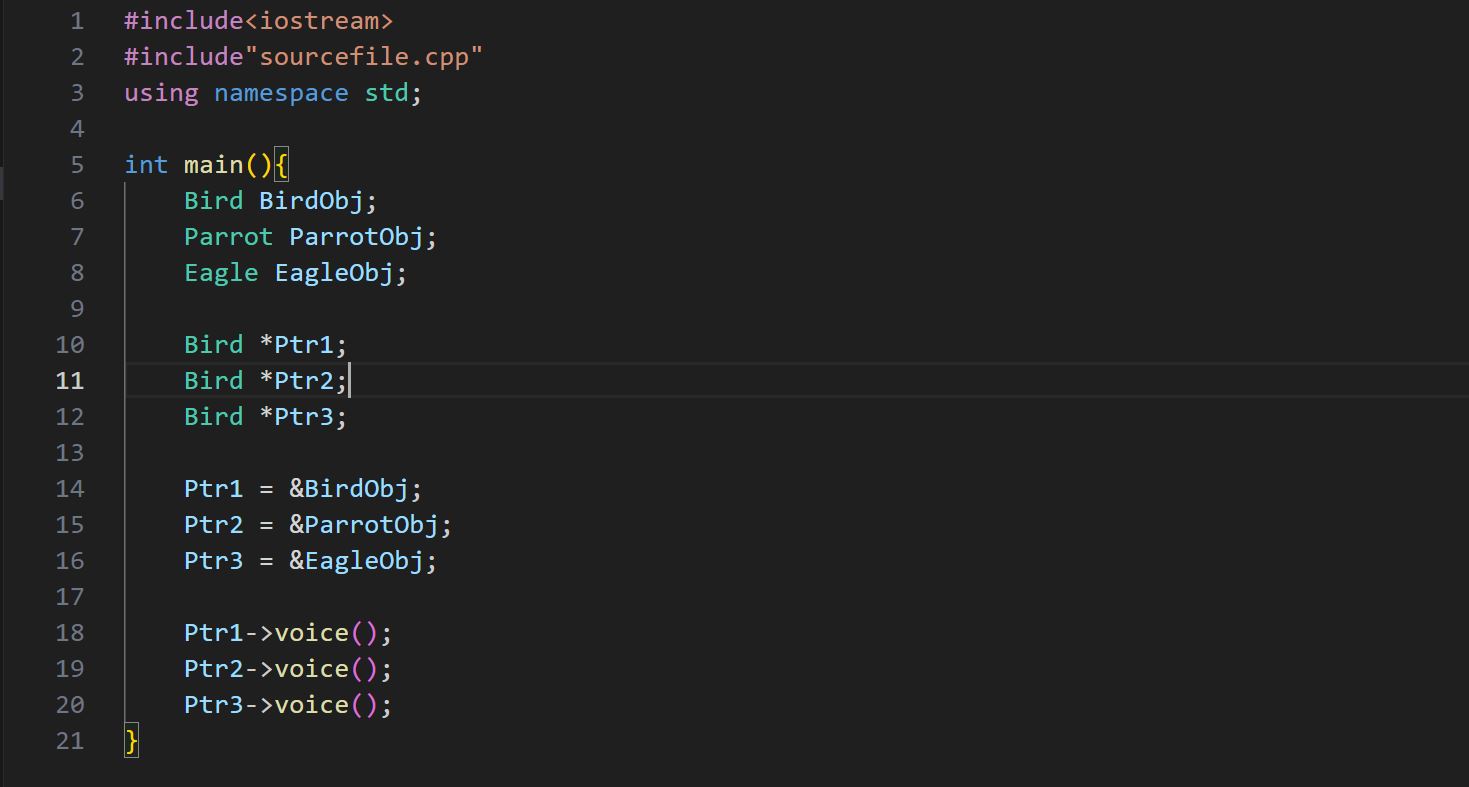 1 #include<iostream>
2 #include"sourcefile.cpp"
3 using namespace std;
4
5 int main(){
6     Bird BirdObj;
7     Parrot ParrotObj;
8     Eagle EagleObj;
9
10     Bird *Ptr1;
11     Bird *Ptr2;
12     Bird *Ptr3;
13
14     Ptr1 = &BirdObj;
15     Ptr2 = &ParrotObj;
16     Ptr3 = &EagleObj;
17
18     Ptr1->voice();
19     Ptr2->voice();
20     Ptr3->voice();
21 }